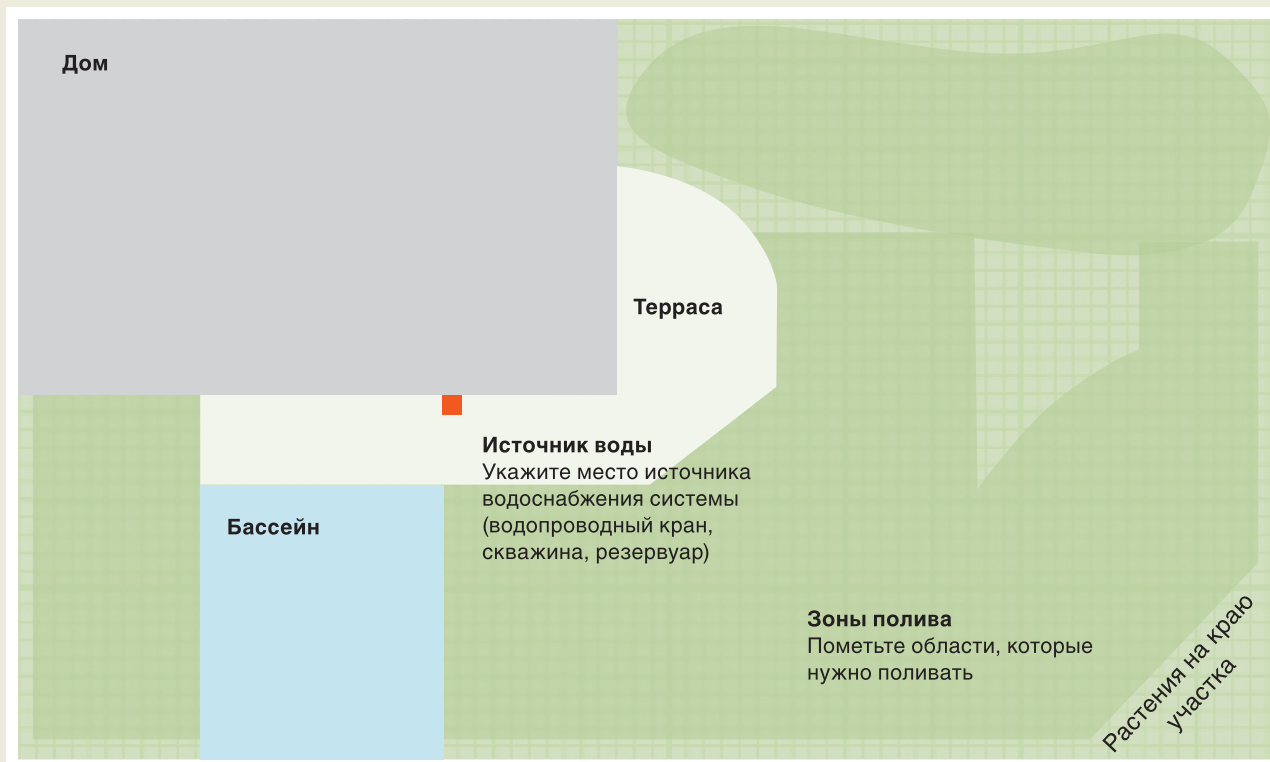 Дом
Терраса
Источник воды
Укажите место источника
водоснабжения системы
(водопроводный кран,
скважина, резервуар)
Бассейн
Зоны полива
Пометьте области, которые
нужно поливать
Растения на краю
участка